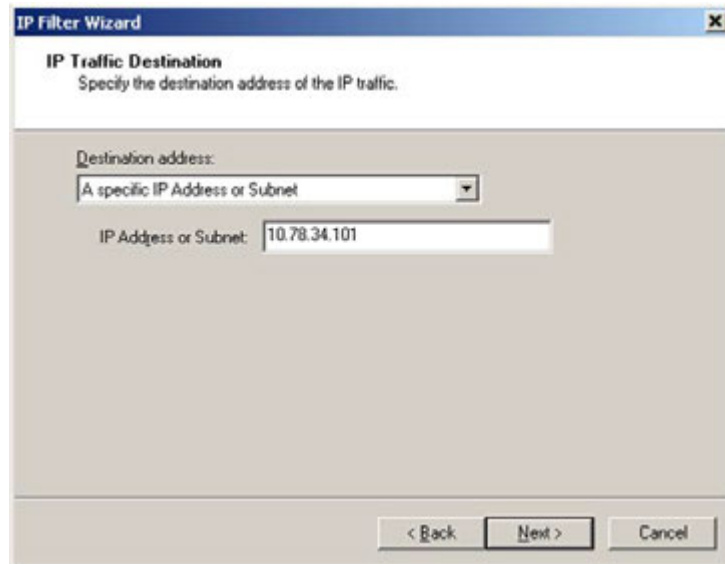 IP Filter Wizard
IP Traffic Destination
Specify the destination address of the IP traffic.
Destination address:
A specific IP Address or Subnet
IP Address or Subnet: 10.78.34.101
< Back Next > Cancel